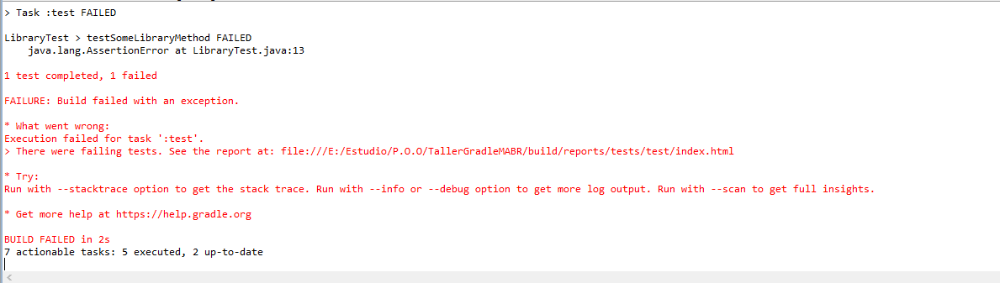 > Task :test FAILED
LibraryTest > testSomeLibraryMethod FAILED
java.lang.AssertionError at LibraryTest.java:13
1 test completed, 1 failed
FAILURE: Build failed with an exception.
* What went wrong:
Execution failed for task ':test'.
> There were failing tests. See the report at: file:///E:/Estudio/P.O.O/TallerGradleMABR/build/reports/tests/test/index.html
* Try:
Run with --stacktrace option to get the stack trace. Run with --info or --debug option to get more log output. Run with --scan to get full insights.
* Get more help at https://help.gradle.org
BUILD FAILED in 2s
7 actionable tasks: 5 executed, 2 up-to-date